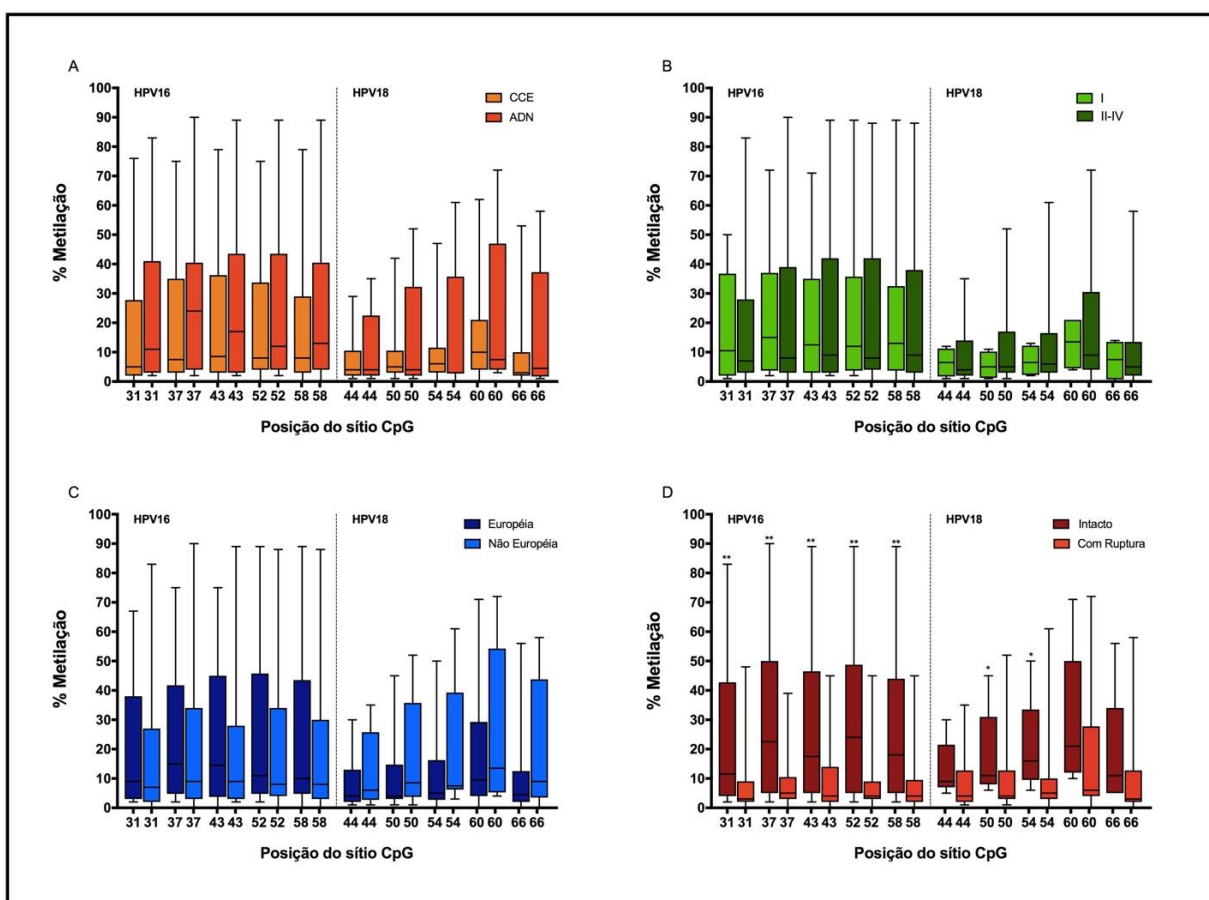 A
HPV16 HPV18
CCE
ADN
% Metilação
100
90
80
70
60
50
40
30
20
10
0
31 31 37 37 43 43 52 52 58 58 44 44 50 50 54 54 60 60 66 66
Posição do sítio CpG
B
HPV16 HPV18
I
II-IV
% Metilação
100
90
80
70
60
50
40
30
20
10
0
31 31 37 37 43 43 52 52 58 58 44 44 50 50 54 54 60 60 66 66
Posição do sítio CpG
C
HPV16 HPV18
Européia
Não Européia
% Metilação
100
90
80
70
60
50
40
30
20
10
0
31 31 37 37 43 43 52 52 58 58 44 44 50 50 54 54 60 60 66 66
Posição do sítio CpG
D
HPV16 HPV18
Intacto
Com Ruptura
% Metilação
100
90
80
70
60
50
40
30
20
10
0
** ** ** ** ** * *
31 31 37 37 43 43 52 52 58 58 44 44 50 50 54 54 60 60 66 66
Posição do sítio CpG